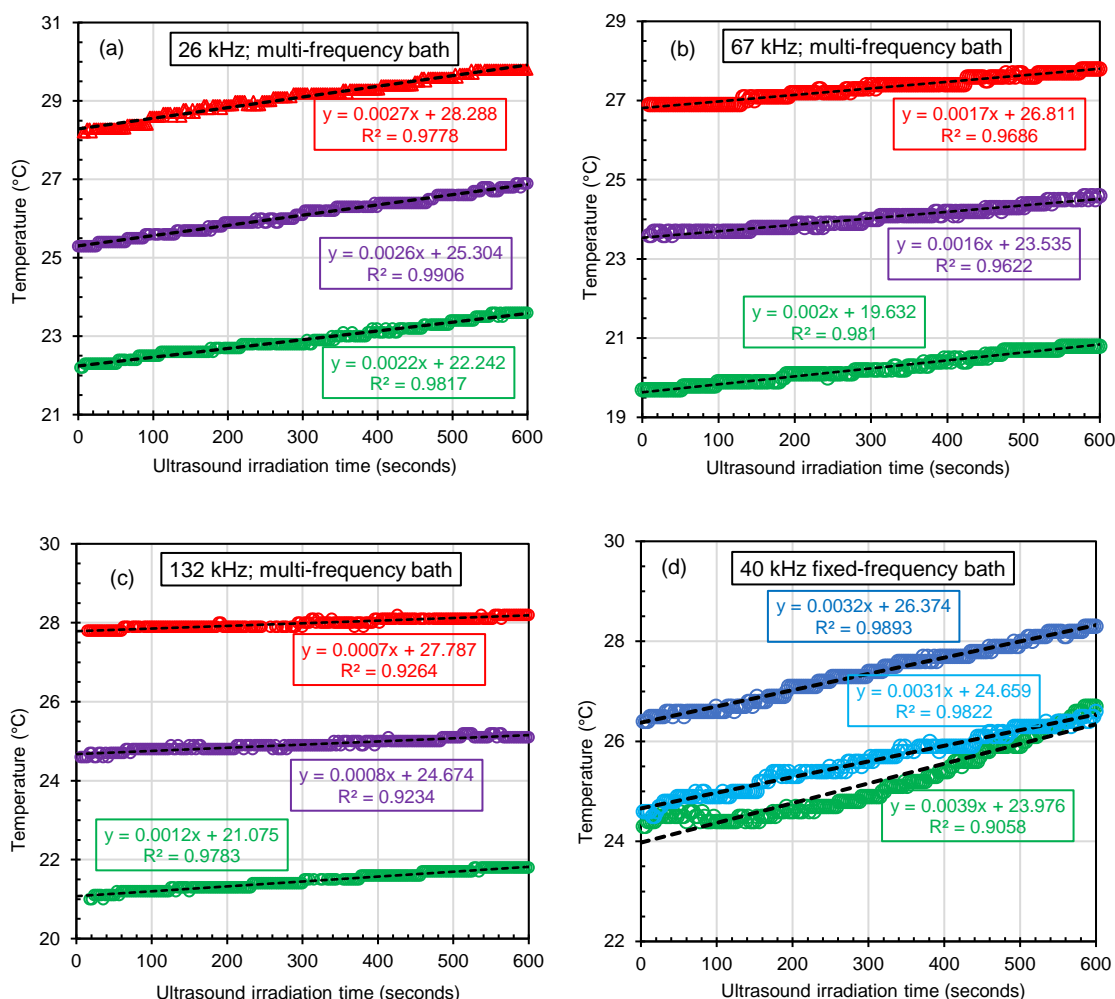 (a)
26 kHz; multi-frequency bath
Temperature (°C)
31
29
27
25
23
21
y = 0.0027x + 28.288
R² = 0.9778
y = 0.0026x + 25.304
R² = 0.9906
y = 0.0022x + 22.242
R² = 0.9817
0 100 200 300 400 500 600
Ultrasound irradiation time (seconds)
(b)
67 kHz; multi-frequency bath
Temperature (°C)
29
27
25
23
21
19
y = 0.0017x + 26.811
R² = 0.9686
y = 0.0016x + 23.535
R² = 0.9622
y = 0.002x + 19.632
R² = 0.981
0 100 200 300 400 500 600
Ultrasound irradiation time (seconds)
(c)
132 kHz; multi-frequency bath
Temperature (°C)
30
28
26
24
22
20
y = 0.0007x + 27.787
R² = 0.9264
y = 0.0008x + 24.674
R² = 0.9234
y = 0.0012x + 21.075
R² = 0.9783
0 100 200 300 400 500 600
Ultrasound irradiation time (seconds)
(d)
40 kHz fixed-frequency bath
Temperature (°C)
30
28
26
24
22
y = 0.0032x + 26.374
R² = 0.9893
y = 0.0031x + 24.659
R² = 0.9822
y = 0.0039x + 23.976
R² = 0.9058
0 100 200 300 400 500 600
Ultrasound irradiation time (seconds)